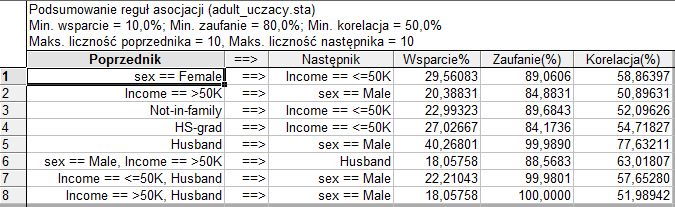 Podsumowanie reguł asocjacji (adult_uczacy.sta)
Min. wsparcie = 10,0%; Min. zaufanie = 80,0%; Min. korelacja = 50,0%
Maks. liczność poprzednika = 10, Maks. liczność następnika = 10
Poprzednik ==> Następnik Wsparcie% Zaufanie(%) Korelacja(%)
1 sex == Female ==> Income == <=50K 29,56083 89,0606 58,86397
2 Income == >50K ==> sex == Male 20,38831 84,8831 50,89631
3 Not-in-family ==> Income == <=50K 22,99323 89,6843 52,09626
4 HS-grad ==> Income == <=50K 27,02667 84,1736 54,71827
5 Husband ==> sex == Male 40,26801 99,9890 77,63211
6 sex == Male, Income == >50K ==> Husband 18,05758 88,5683 63,01807
7 Income == <=50K, Husband ==> sex == Male 22,21043 99,9801 57,65280
8 Income == >50K, Husband ==> sex == Male 18,05758 100,0000 51,98942